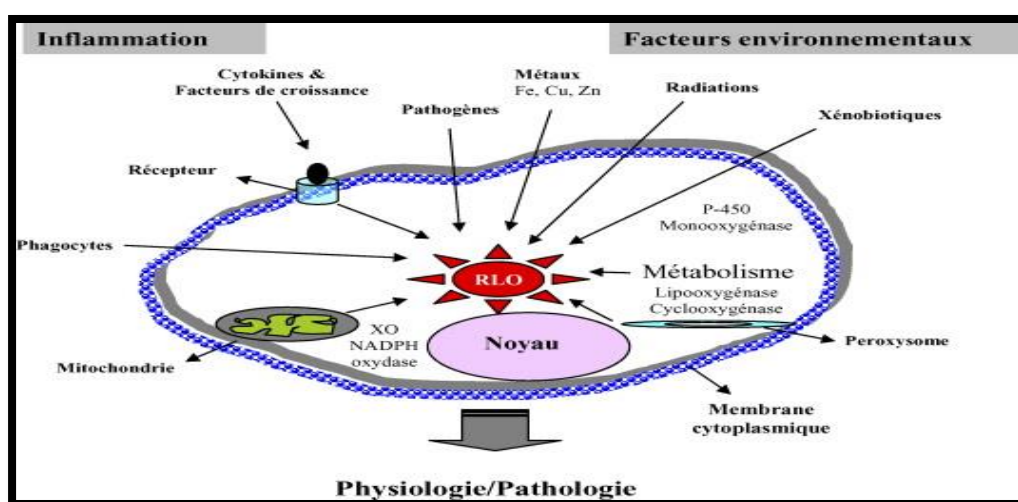 Inflammation
Facteurs environnementaux
Cytokines &
Facteurs de croissance
Pathogènes
Métaux
Fe, Cu, Zn
Radiations
Xénobiotiques
Récepteur
P-450
Monooxygénase
Phagocytes
RLO
Métabolisme
Lipooxygénase
Cyclooxygénase
XO
NADPH
oxydase
Noyau
Peroxysome
Mitochondrie
Membrane
cytoplasmique
Physiologie/Pathologie